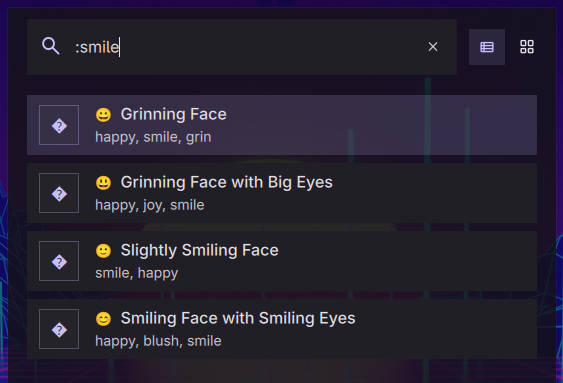 :smile
�
😀 Grinning Face
happy, smile, grin
�
😃 Grinning Face with Big Eyes
happy, joy, smile
�
🙂 Slightly Smiling Face
smile, happy
�
😊 Smiling Face with Smiling Eyes
happy, blush, smile